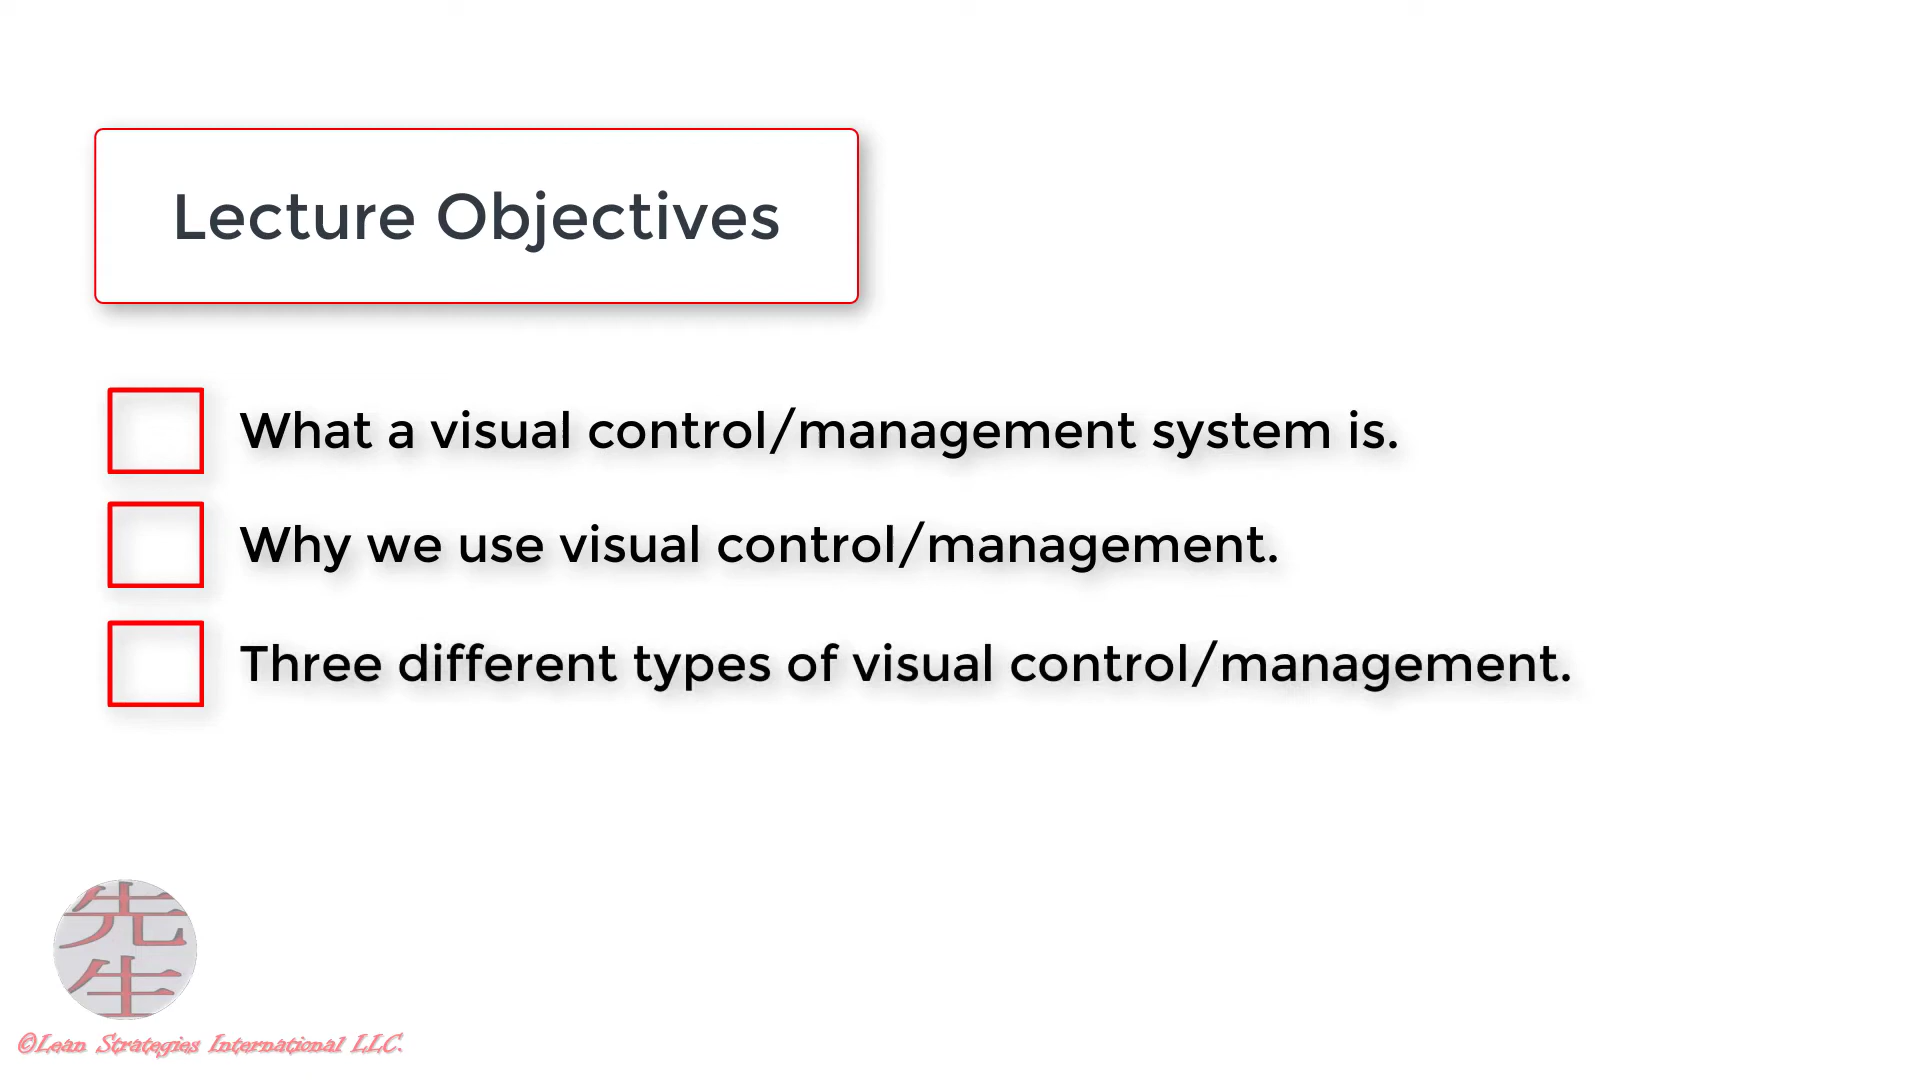 Lecture Objectives
What a visual control/management system is.
Why we use visual control/management.
Three different types of visual control/management.
先
生
©Lean Strategies International LLC.